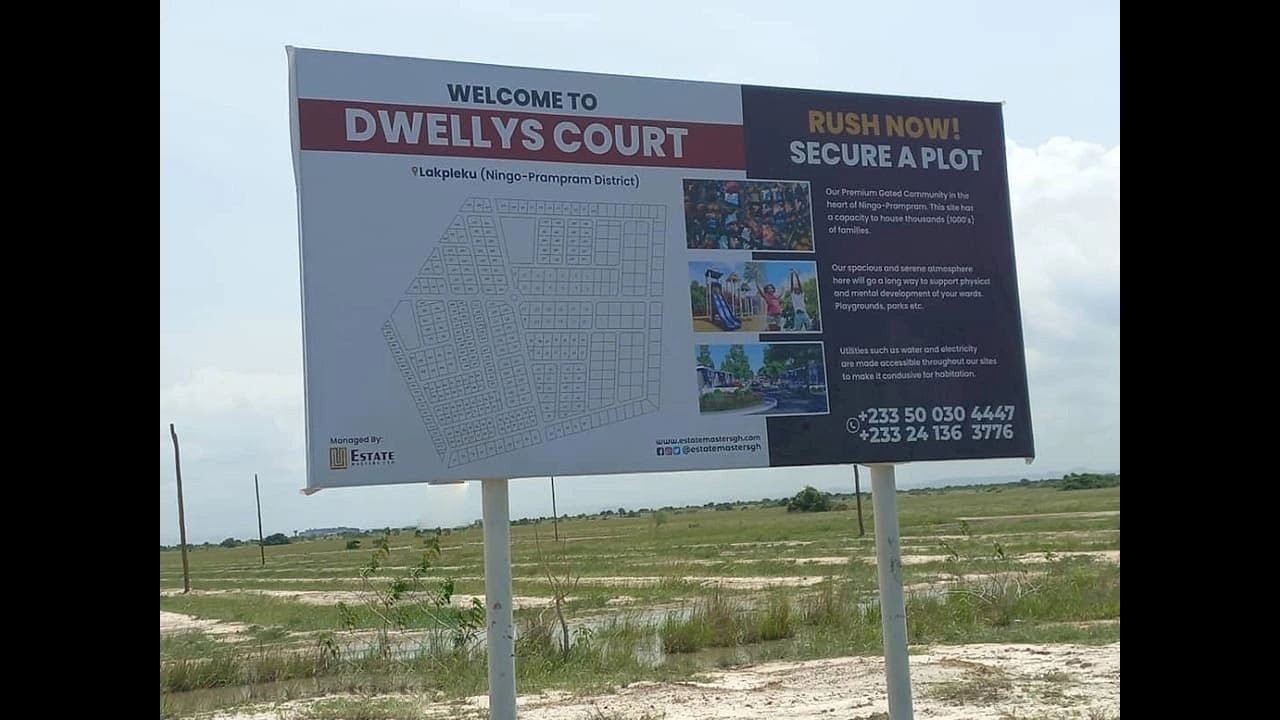 WELCOME TO
DWELLYS COURT
Lakpleku (Ningo-Prampram District)
Managed By:
ESTATE
MASTERS LTD
www.estatemastersgh.com
@estatemastersgh
RUSH NOW!
SECURE A PLOT
Our Premium Gated Community in the
heart of Ningo-Prampram. This site has
a capacity to house thousands (1000's)
of families.
Our spacious and serene atmosphere
here will go a long way to support physical
and mental development of your wards.
Playgrounds, parks etc.
Utilities such as water and electricity
are made accessible throughout our sites
to make it condusive for habitation.
+233 50 030 4447
+233 24 136 3776